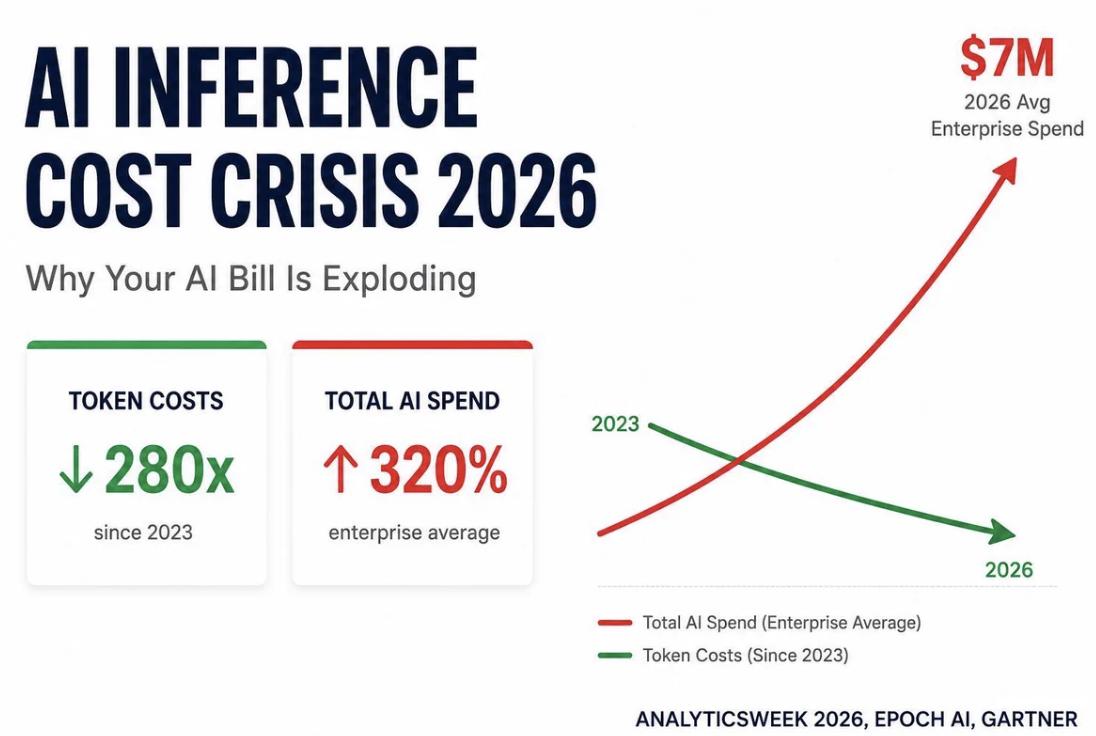 AI INFERENCE
COST CRISIS 2026
Why Your AI Bill Is Exploding
TOKEN COSTS
↓280x
since 2023
TOTAL AI SPEND
↑320%
enterprise average
$7M
2026 Avg
Enterprise Spend
2023
2026
Total AI Spend (Enterprise Average)
Token Costs (Since 2023)
ANALYTICSWEEK 2026, EPOCH AI, GARTNER